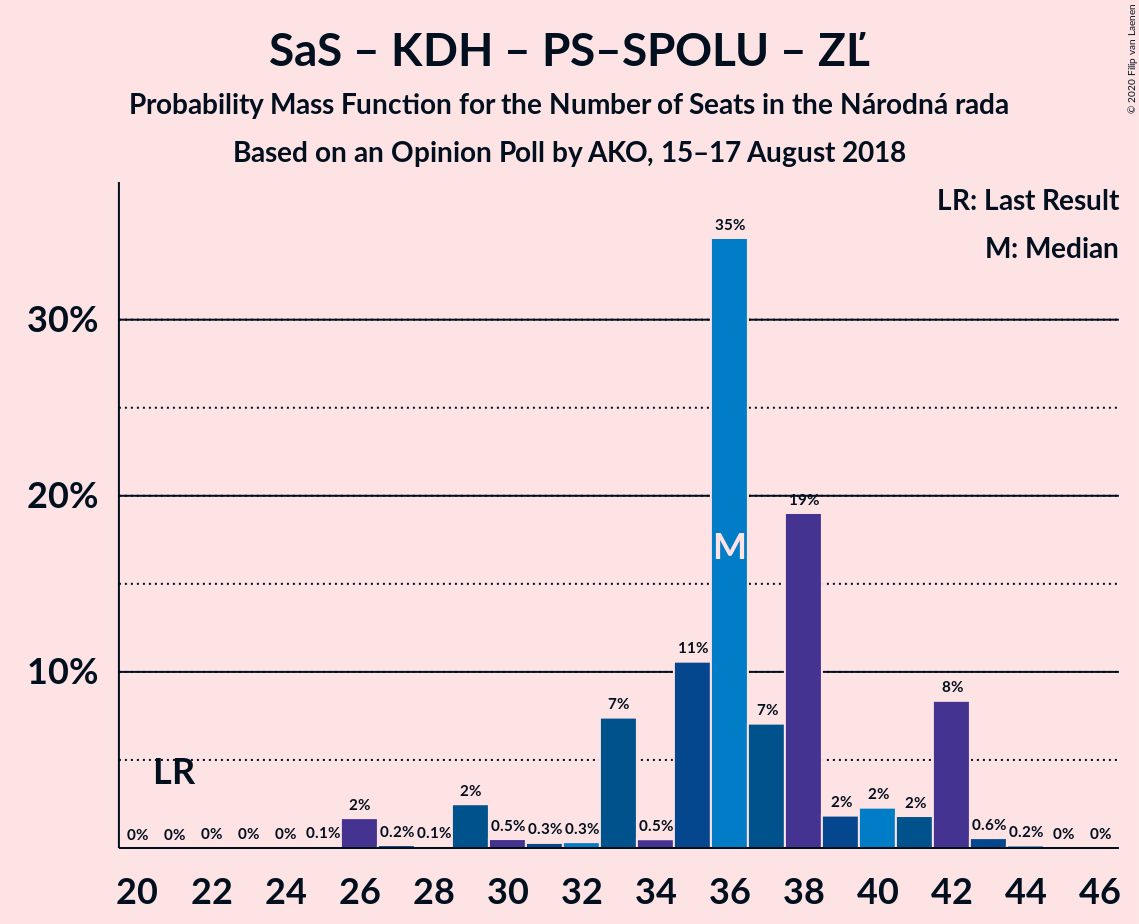 SaS – KDH – PS–SPOLU – ZĽ
Probability Mass Function for the Number of Seats in the Národná rada
Based on an Opinion Poll by AKO, 15–17 August 2018
© 2020 Filip van Laenen
LR: Last Result
M: Median
30%
20%
10%
35%
19%
M
11%
8%
7%
7%
LR
0% 0% 0% 0% 0% 0.1% 2% 0.2% 0.1% 2% 0.5% 0.3% 0.3% 0.5% 2% 2% 2% 0.6% 0.2% 0% 0%
20 22 24 26 28 30 32 34 36 38 40 42 44 46